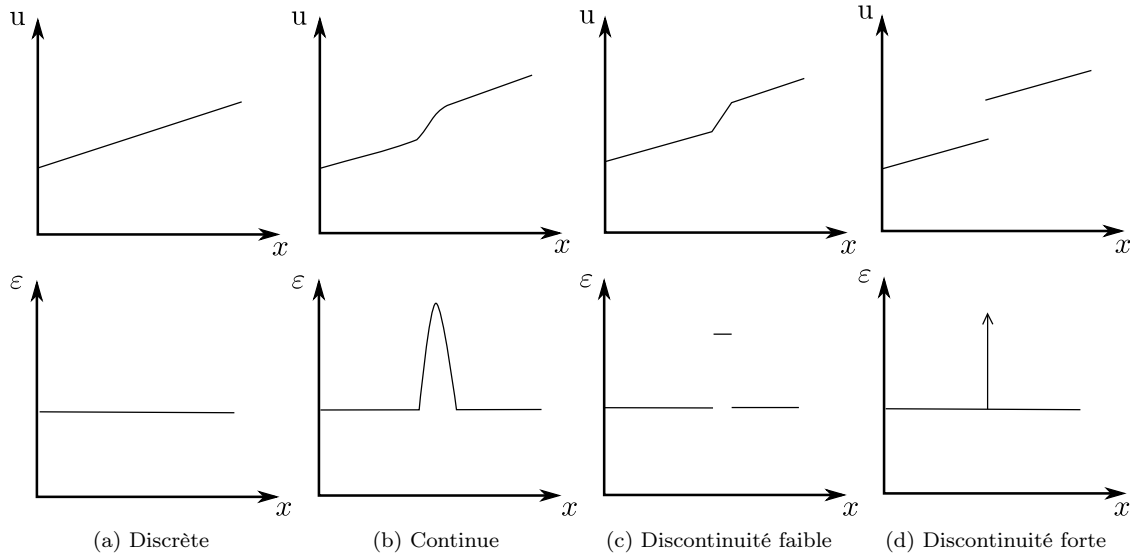 u
x
u
x
u
x
u
x
ε
x
ε
x
ε
x
ε
x
(a) Discrète
(b) Continue
(c) Discontinuité faible
(d) Discontinuité forte